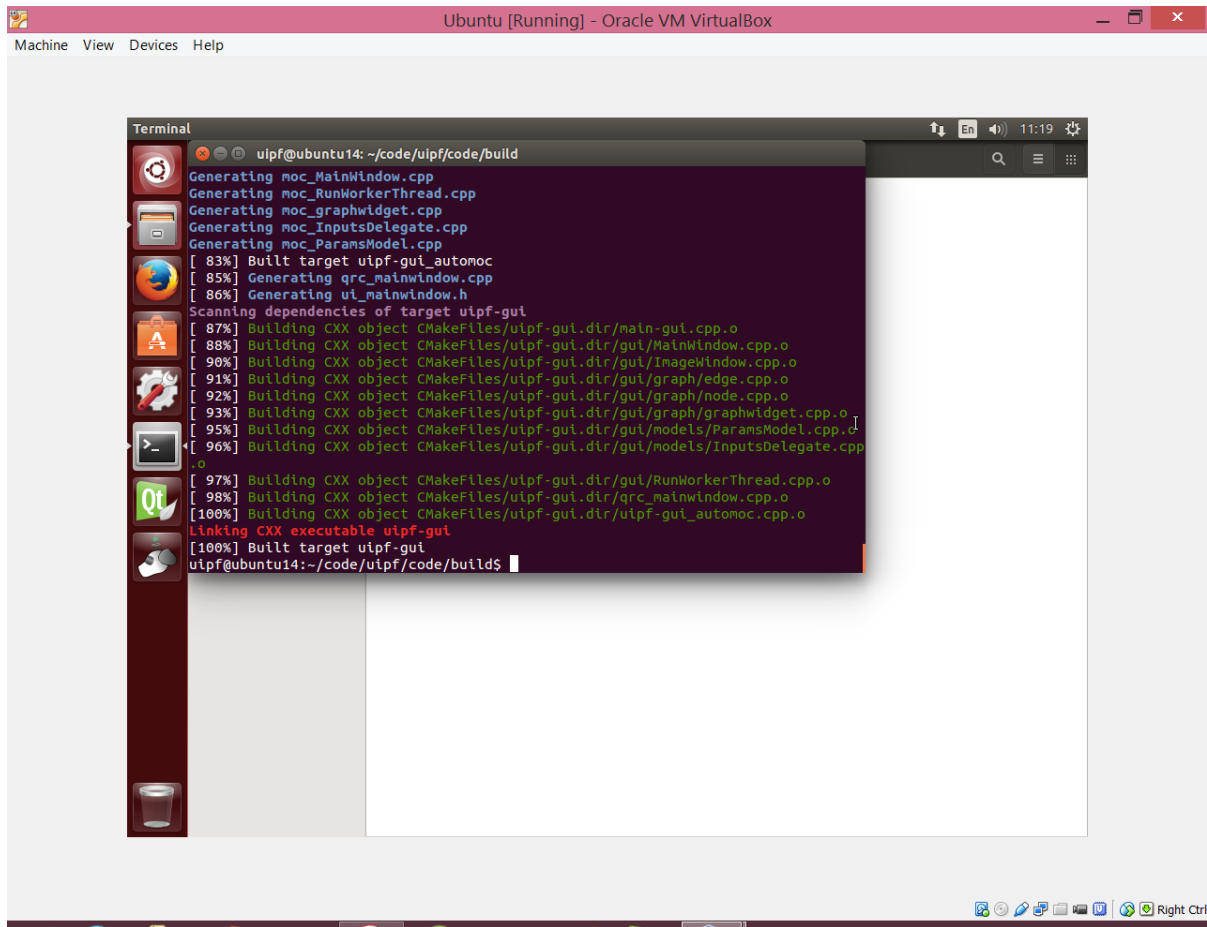 Ubuntu [Running] - Oracle VM VirtualBox
Machine View Devices Help
Terminal
En
11:19
uipf@ubuntu14: ~/code/uipf/code/build
Generating moc_MainWindow.cpp
Generating moc_RunWorkerThread.cpp
Generating moc_graphwidget.cpp
Generating moc_InputsDelegate.cpp
Generating moc_ParamsModel.cpp
[ 83%] Built target uipf-gui_automoc
[ 85%] Generating qrc_mainwindow.cpp
[ 86%] Generating ui_mainwindow.h
Scanning dependencies of target uipf-gui
[ 87%] Building CXX object CMakeFiles/uipf-gui.dir/main-gui.cpp.o
[ 88%] Building CXX object CMakeFiles/uipf-gui.dir/gui/MainWindow.cpp.o
[ 90%] Building CXX object CMakeFiles/uipf-gui.dir/gui/ImageWindow.cpp.o
[ 91%] Building CXX object CMakeFiles/uipf-gui.dir/gui/graph/edge.cpp.o
[ 92%] Building CXX object CMakeFiles/uipf-gui.dir/gui/graph/node.cpp.o
[ 93%] Building CXX object CMakeFiles/uipf-gui.dir/gui/graph/graphwidget.cpp.o
[ 95%] Building CXX object CMakeFiles/uipf-gui.dir/gui/models/ParamsModel.cpp.o
[ 96%] Building CXX object CMakeFiles/uipf-gui.dir/gui/models/InputsDelegate.cpp
.o
[ 97%] Building CXX object CMakeFiles/uipf-gui.dir/gui/RunWorkerThread.cpp.o
[ 98%] Building CXX object CMakeFiles/uipf-gui.dir/qrc_mainwindow.cpp.o
[100%] Building CXX object CMakeFiles/uipf-gui.dir/uipf-gui_automoc.cpp.o
Linking CXX executable uipf-gui
[100%] Built target uipf-gui
uipf@ubuntu14:~/code/uipf/code/build$
Qt
Right Ctrl